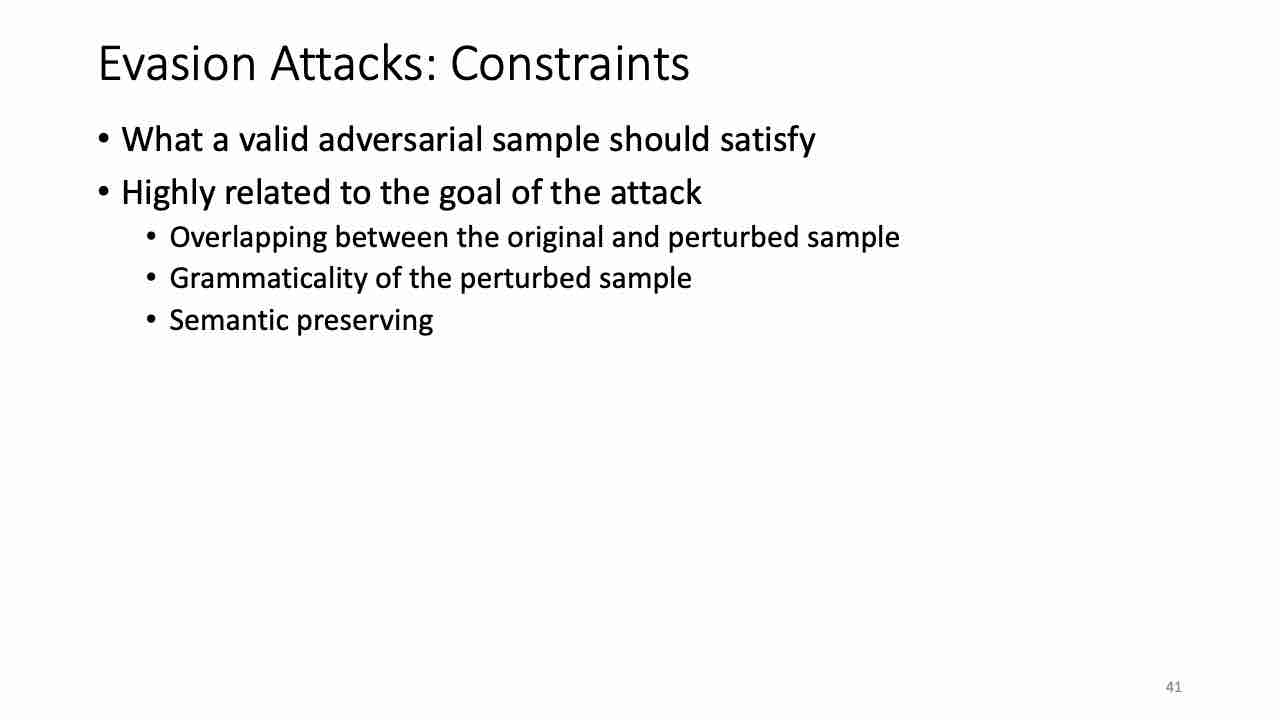 Evasion Attacks: Constraints
• What a valid adversarial sample should satisfy
• Highly related to the goal of the attack
• Overlapping between the original and perturbed sample
• Grammaticality of the perturbed sample
• Semantic preserving
41